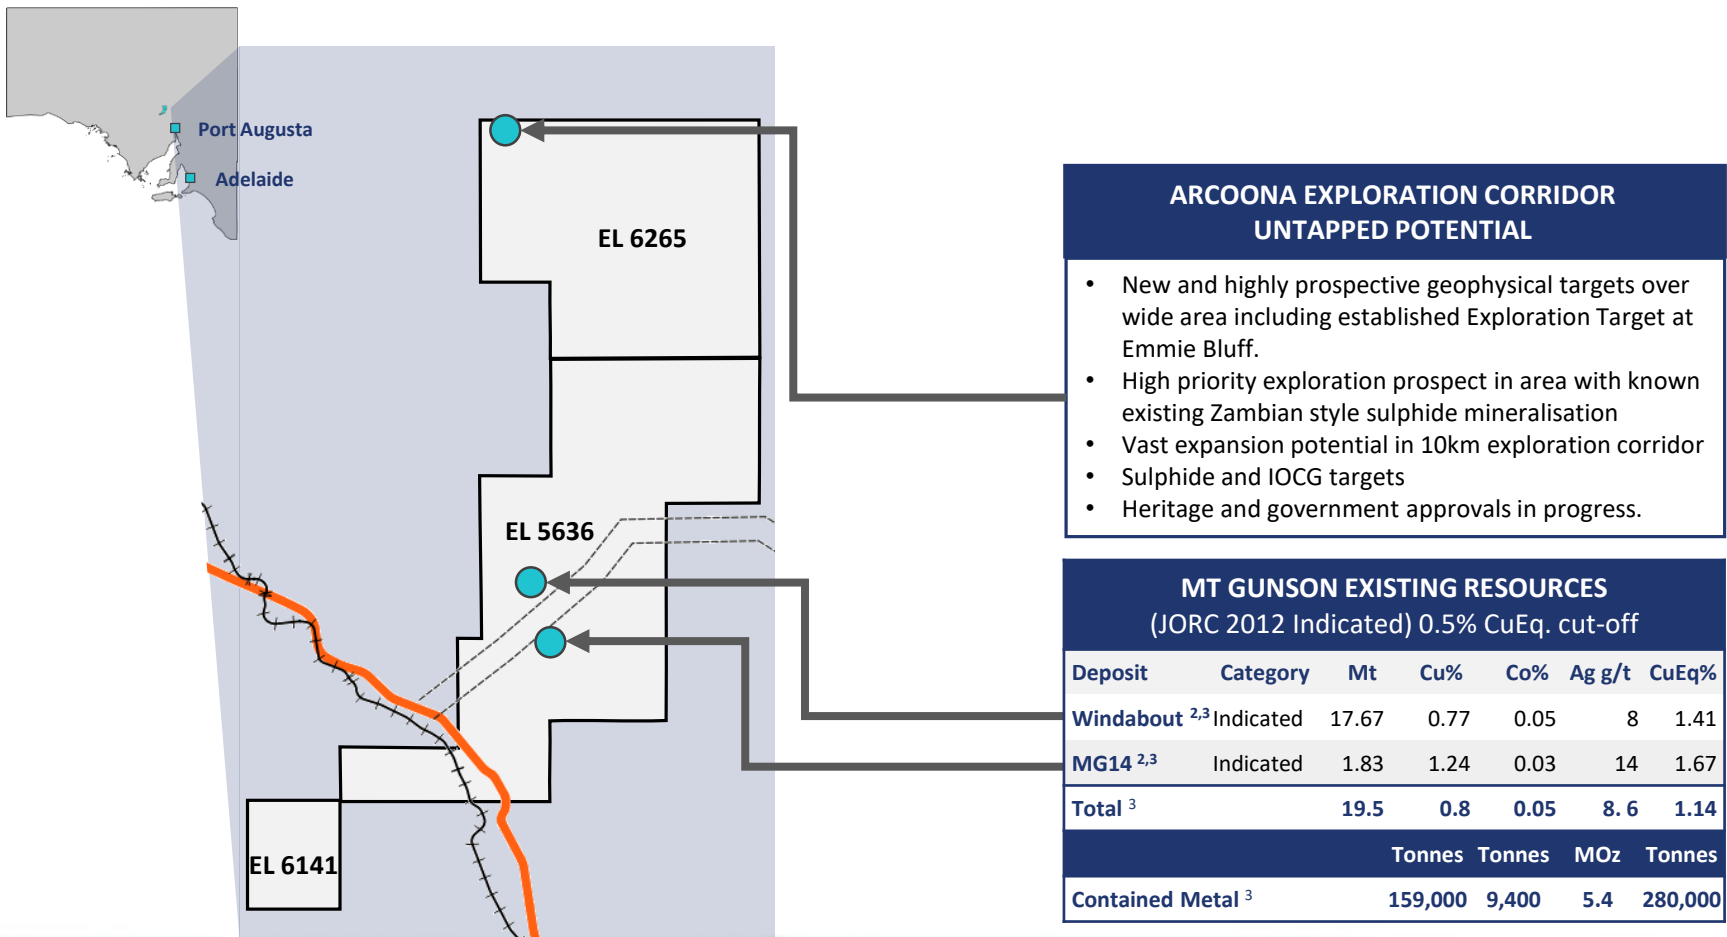 Port Augusta
Adelaide
EL 6265
EL 5636
EL 6141
ARCOONA EXPLORATION CORRIDOR
UNTAPPED POTENTIAL
• New and highly prospective geophysical targets over
wide area including established Exploration Target at
Emmie Bluff.
• High priority exploration prospect in area with known
existing Zambian style sulphide mineralisation
• Vast expansion potential in 10km exploration corridor
• Sulphide and IOCG targets
• Heritage and government approvals in progress.
MT GUNSON EXISTING RESOURCES
(JORC 2012 Indicated) 0.5% CuEq. cut-off
Deposit Category Mt Cu% Co% Ag g/t CuEq%
Windabout 2,3 Indicated 17.67 0.77 0.05 8 1.41
MG14 2,3 Indicated 1.83 1.24 0.03 14 1.67
Total 3 19.5 0.8 0.05 8. 6 1.14
Tonnes Tonnes MOz Tonnes
Contained Metal 3 159,000 9,400 5.4 280,000